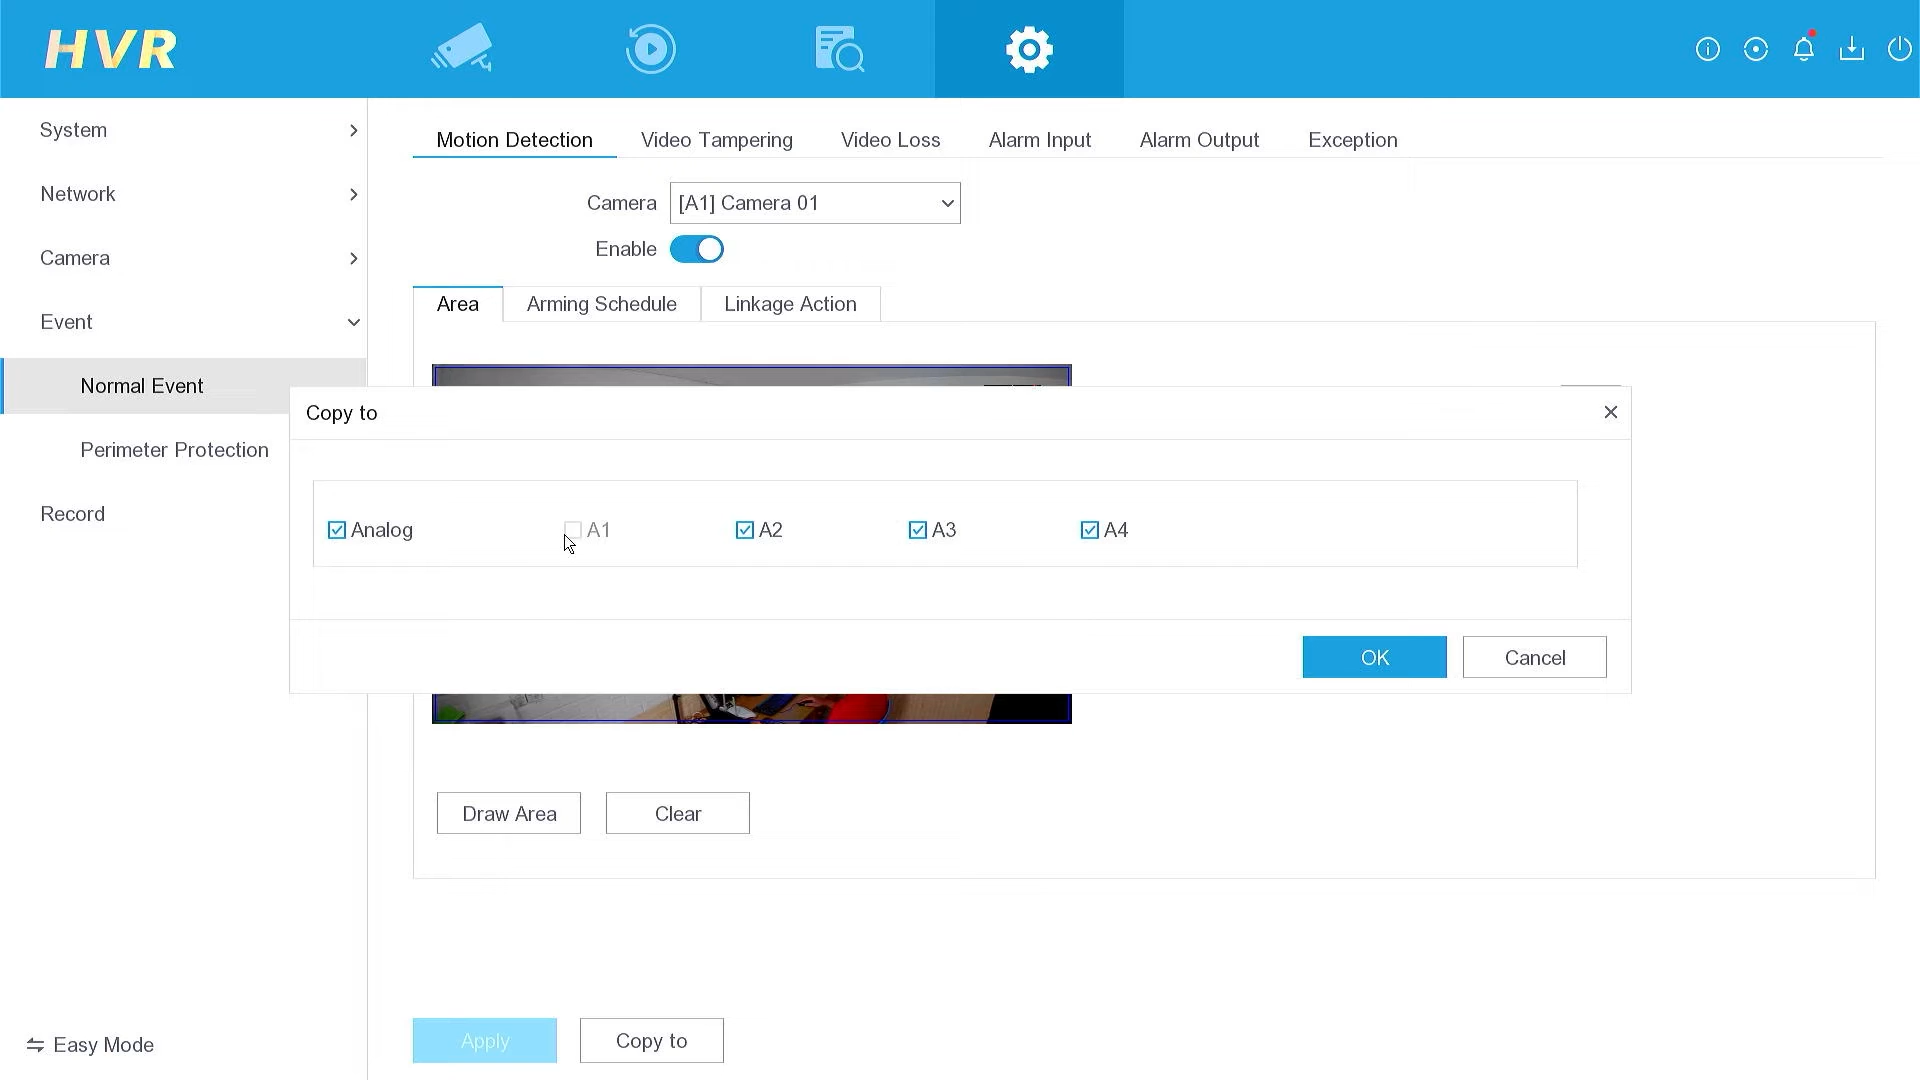 HVR
System
Network
Camera
Event
Normal Event
Perimeter Protection
Record
Easy Mode
Motion Detection Video Tampering Video Loss Alarm Input Alarm Output Exception
Camera [A1] Camera 01
Enable
Area Arming Schedule Linkage Action
Copy to
Analog A1 A2 A3 A4
OK Cancel
Draw Area Clear
Apply Copy to